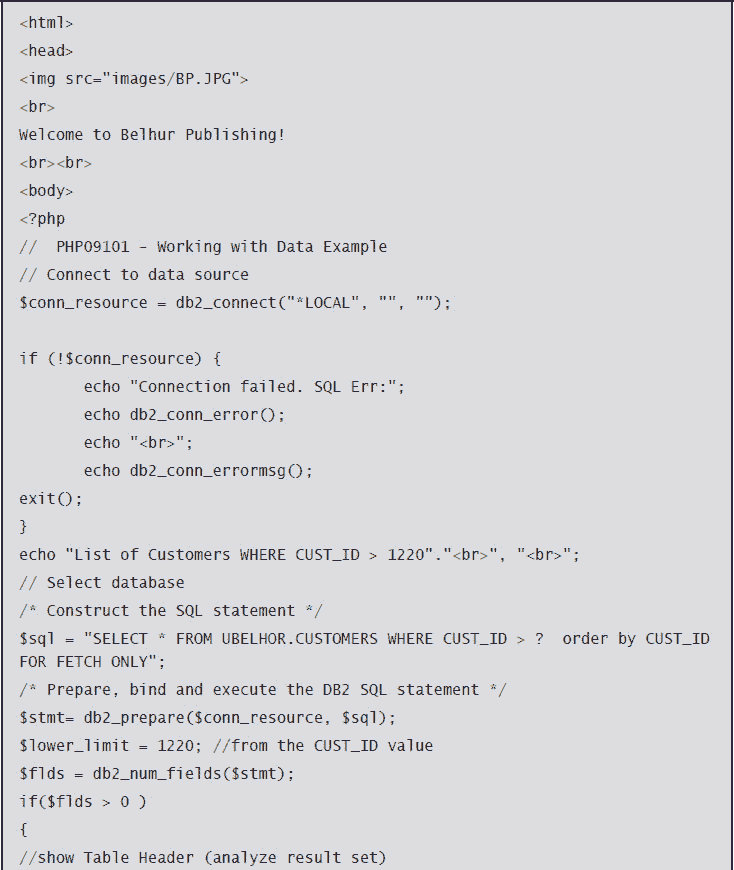 <html>
<head>
<img src="images/BP.JPG">
<br>
Welcome to Belhur Publishing!
<br><br>
<body>
<?php
//  PHP09101 - Working with Data Example
// Connect to data source
$conn_resource = db2_connect("*LOCAL", "", "");

if (!$conn_resource) {
       echo "Connection failed. SQL Err:";
       echo db2_conn_error();
       echo "<br>";
       echo db2_conn_errormsg();
exit();
}
echo "List of Customers WHERE CUST_ID > 1220"."<br>", "<br>";
// Select database
/* Construct the SQL statement */
$sql = "SELECT * FROM UBELHOR.CUSTOMERS WHERE CUST_ID > ?  order by CUST_ID
FOR FETCH ONLY";
/* Prepare, bind and execute the DB2 SQL statement */
$stmt= db2_prepare($conn_resource, $sql);
$lower_limit = 1220; //from the CUST_ID value
$flds = db2_num_fields($stmt);
if($flds > 0 )
{
//show Table Header (analyze result set)